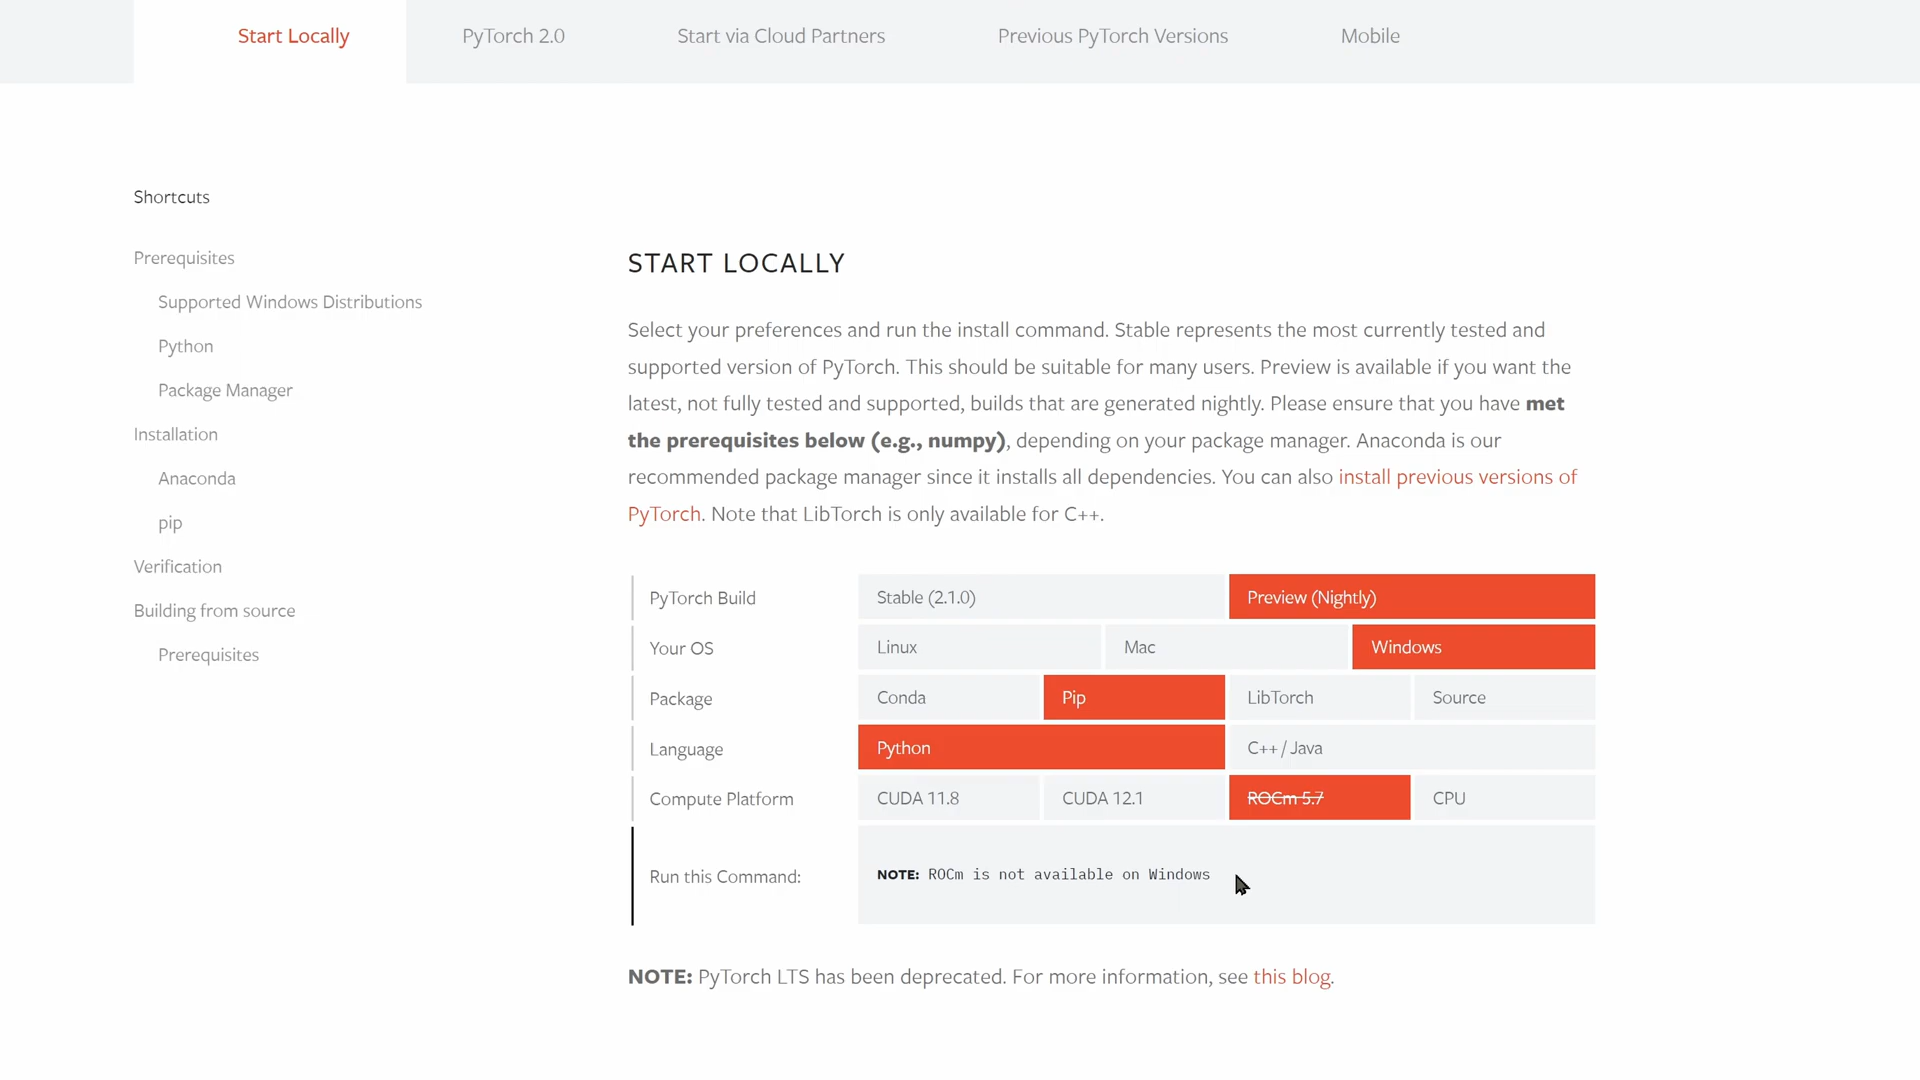 Start Locally
PyTorch 2.0
Start via Cloud Partners
Previous PyTorch Versions
Mobile
Shortcuts
Prerequisites
Supported Windows Distributions
Python
Package Manager
Installation
Anaconda
pip
Verification
Building from source
Prerequisites
START LOCALLY
Select your preferences and run the install command. Stable represents the most currently tested and
supported version of PyTorch. This should be suitable for many users. Preview is available if you want the
latest, not fully tested and supported, builds that are generated nightly. Please ensure that you have met
the prerequisites below (e.g., numpy), depending on your package manager. Anaconda is our
recommended package manager since it installs all dependencies. You can also install previous versions of
PyTorch. Note that LibTorch is only available for C++.
PyTorch Build
Stable (2.1.0)
Preview (Nightly)
Your OS
Linux
Mac
Windows
Package
Conda
Pip
LibTorch
Source
Language
Python
C++ / Java
Compute Platform
CUDA 11.8
CUDA 12.1
ROCm 5.7
CPU
Run this Command:
NOTE: ROCm is not available on Windows
NOTE: PyTorch LTS has been deprecated. For more information, see this blog.